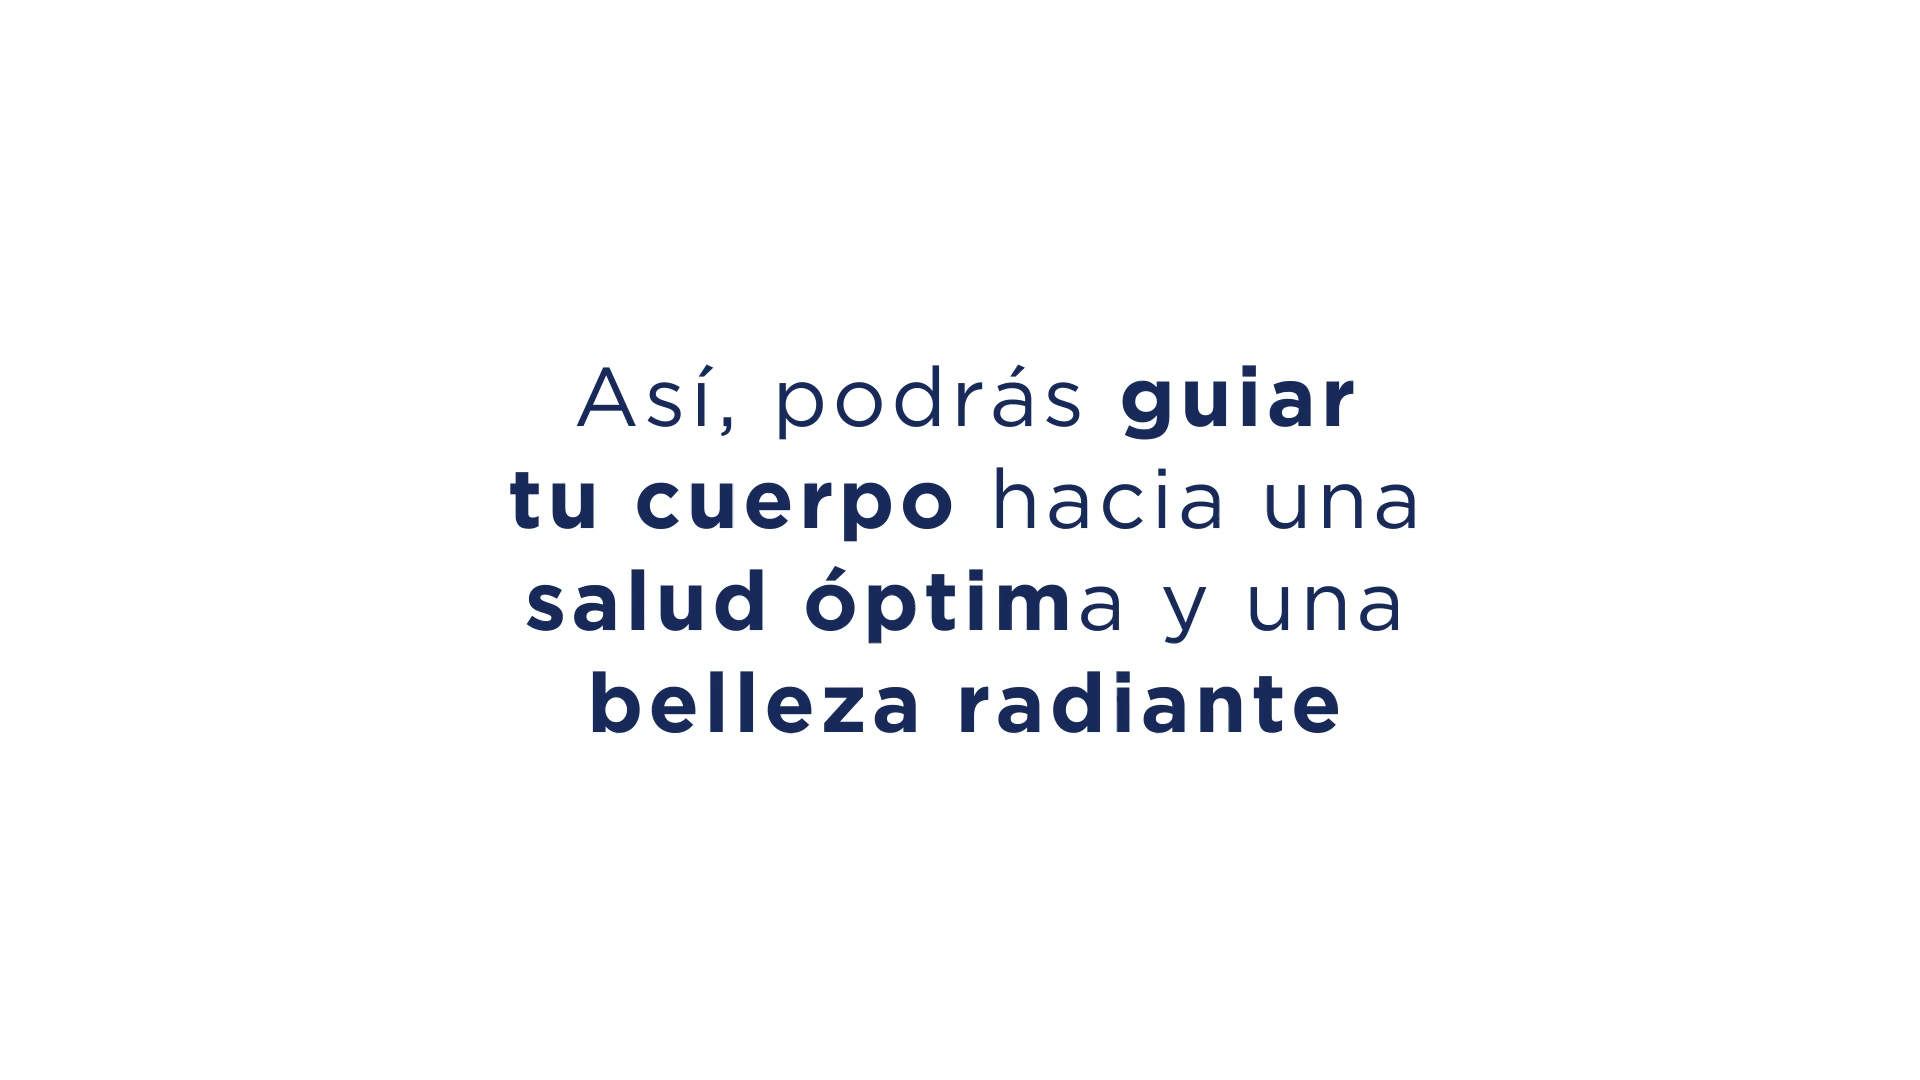 Así, podrás guiar
tu cuerpo hacia una
salud óptima y una
belleza radiante